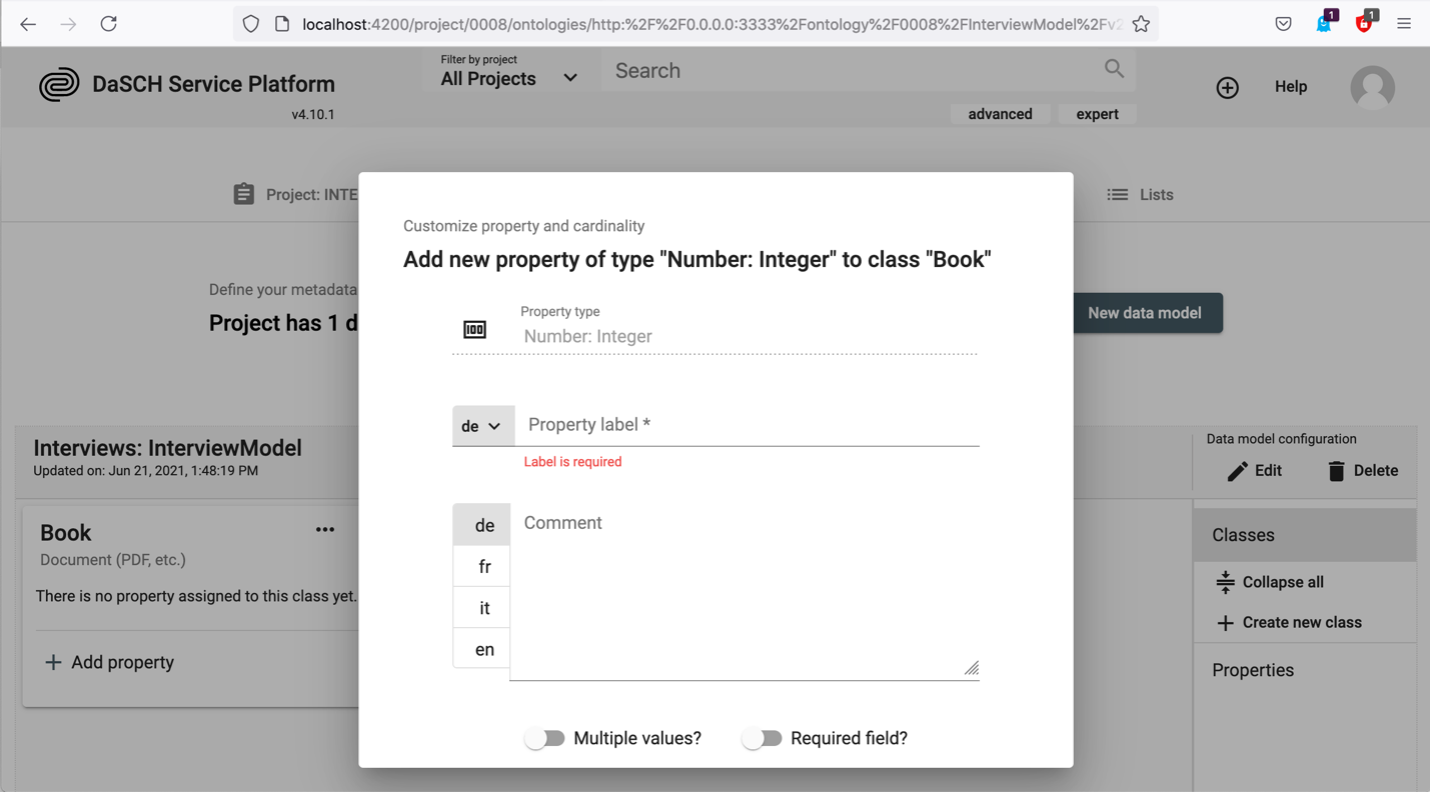 localhost:4200/project/0008/ontologies/http:%2F%2F0.0.0.0:3333%2Fontology%2F0008%2FInterviewModel%2Fv2
1
1
DaSCH Service Platform
v4.10.1
Filter by project
All Projects
Search
advanced
expert
Help
Project: INTE
Lists
Define your metadata
Project has 1 d
New data model
Customize property and cardinality
Add new property of type "Number: Integer" to class "Book"
Property type
100
Number: Integer
de
Property label *
Label is required
de
fr
it
en
Comment
Multiple values?
Required field?
Interviews: InterviewModel
Updated on: Jun 21, 2021, 1:48:19 PM
Data model configuration
Edit
Delete
Book
Document (PDF, etc.)
There is no property assigned to this class yet.
Add property
Classes
Collapse all
Create new class
Properties